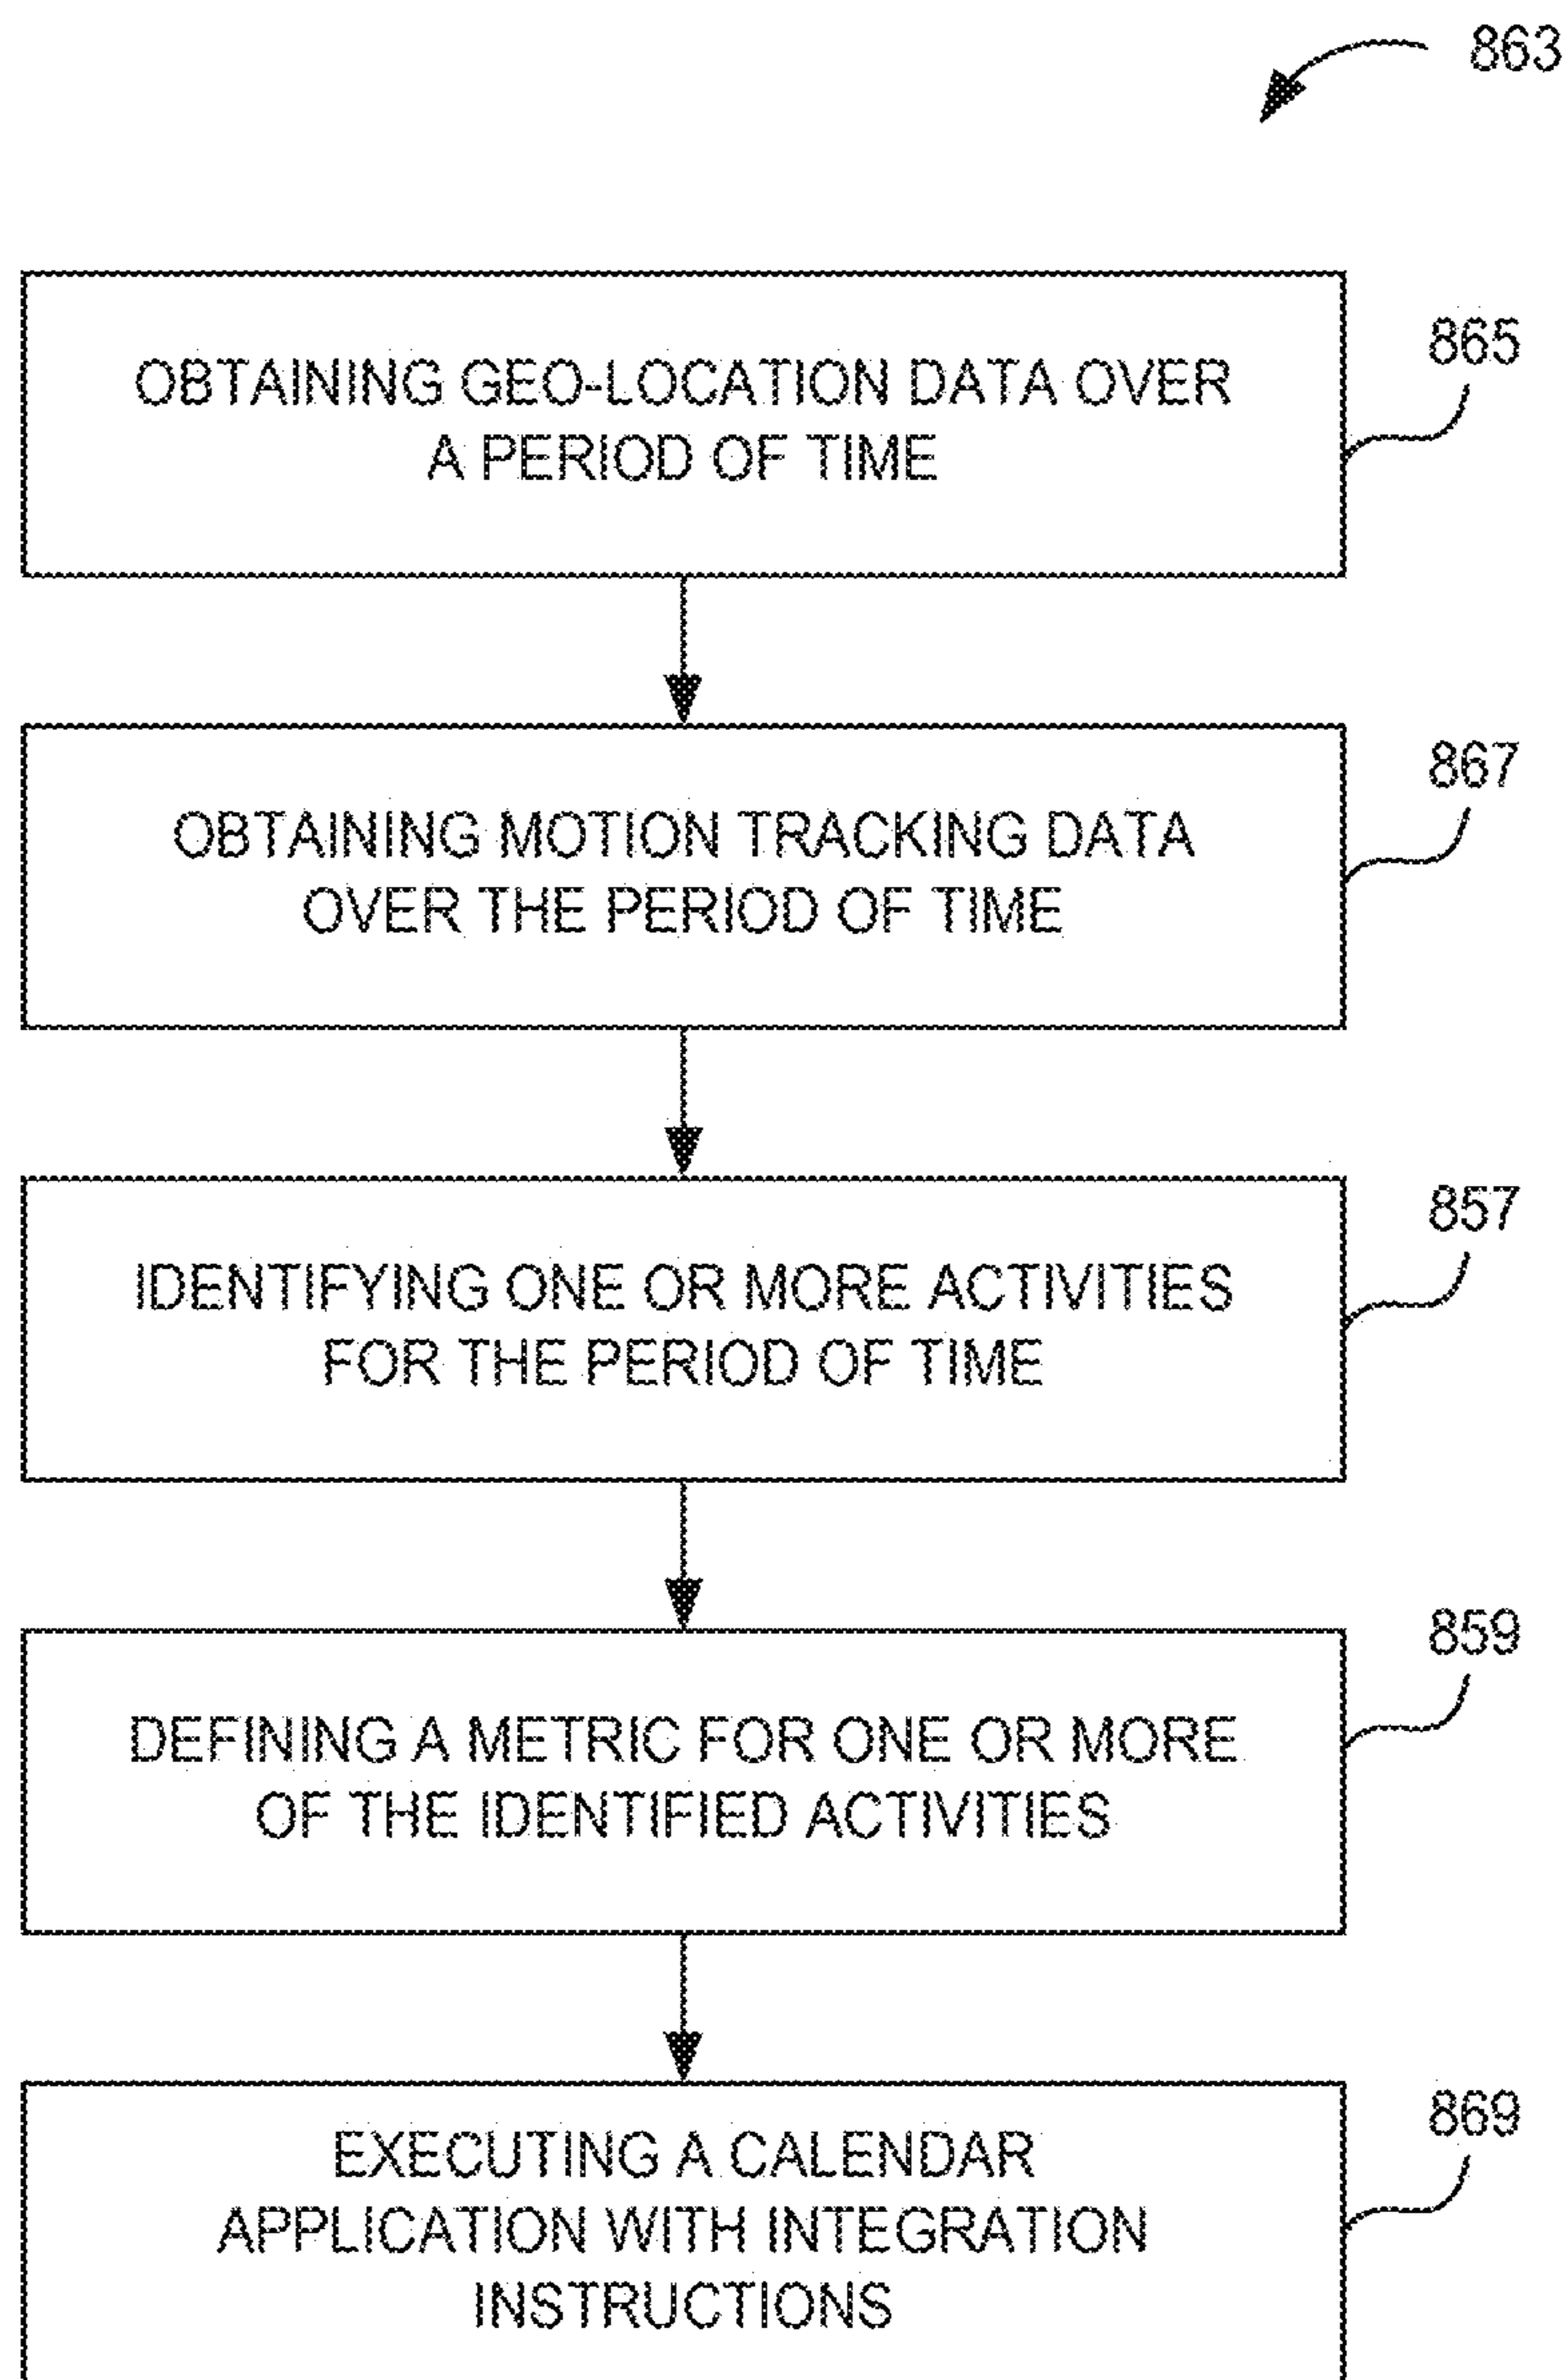 863
OBTAINING GEO-LOCATION DATA OVER
A PERIOD OF TIME
865
OBTAINING MOTION TRACKING DATA
OVER THE PERIOD OF TIME
867
IDENTIFYING ONE OR MORE ACTIVITIES
FOR THE PERIOD OF TIME
857
DEFINING A METRIC FOR ONE OR MORE
OF THE IDENTIFIED ACTIVITIES
859
EXECUTING A CALENDAR
APPLICATION WITH INTEGRATION
INSTRUCTIONS
869